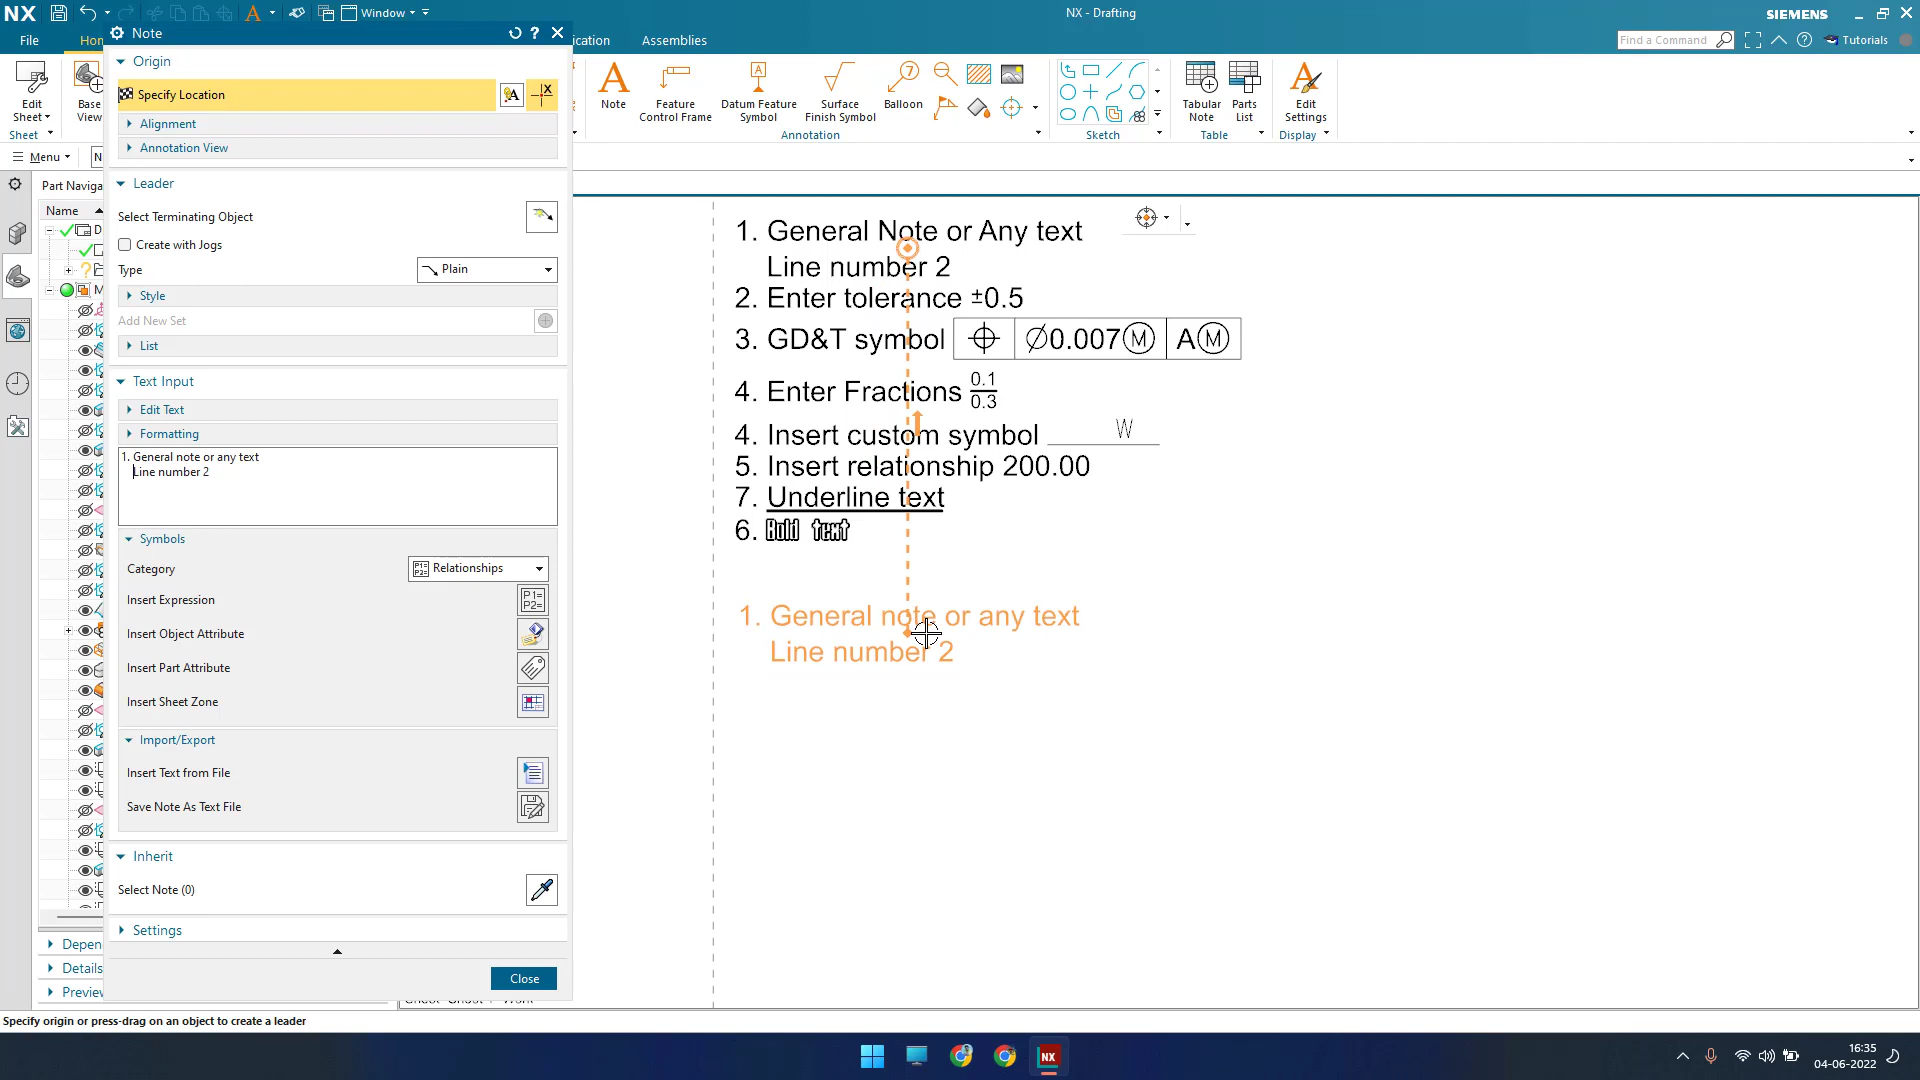 NX
Window
NX - Drafting
SIEMENS
File
Hon
ication
Assemblies
Find a Command
Tutorials
Note
Origin
Specify Location
Alignment
Annotation View
Leader
Select Terminating Object
Create with Jogs
Type
Plain
Style
Add New Set
List
Text Input
Edit Text
Formatting
1. General note or any text
Line number 2
Symbols
Category
Relationships
Insert Expression
Insert Object Attribute
Insert Part Attribute
Insert Sheet Zone
Import/Export
Insert Text from File
Save Note As Text File
Inherit
Select Note (0)
Settings
Close
Edit
Sheet
Base
View
Sheet
Menu
N
Part Naviga
Name
D
M
Depen
Details
Preview
Note
Feature
Control Frame
Datum Feature
Symbol
Surface
Finish Symbol
Balloon
Annotation
Sketch
Tabular
Note
Parts
List
Table
Edit
Settings
Display
1. General Note or Any text
Line number 2
2. Enter tolerance ±0.5
3. GD&T symbol ⌖ ∅0.007Ⓜ AⓂ
4. Enter Fractions 0.1
0.3
4. Insert custom symbol W
5. Insert relationship 200.00
7. Underline text
6. Bold text
1. General note or any text
Line number 2
Specify origin or press-drag on an object to create a leader
NX
16:35
04-06-2022